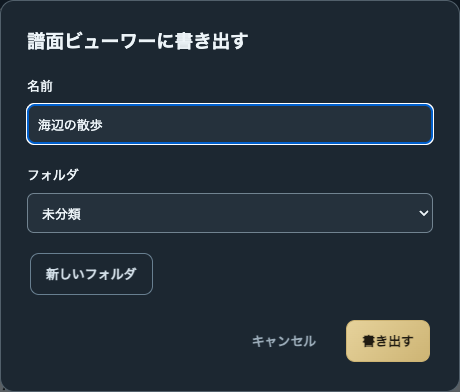 譜面ビューワーに書き出す
名前
海辺の散歩
フォルダ
未分類
新しいフォルダ
キャンセル
書き出す